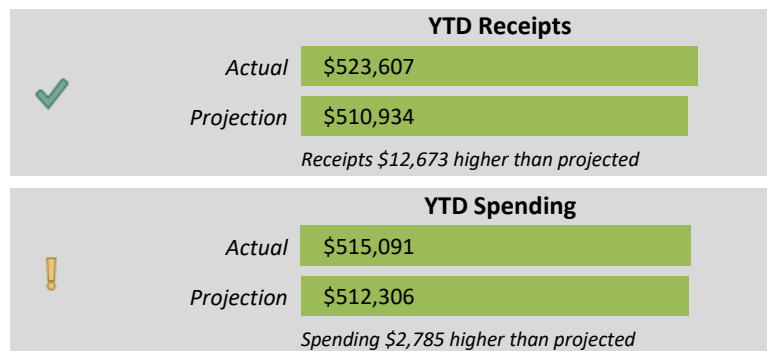 YTD Receipts
Actual $523,607
Projection $510,934
Receipts $12,673 higher than projected
YTD Spending
Actual $515,091
Projection $512,306
Spending $2,785 higher than projected